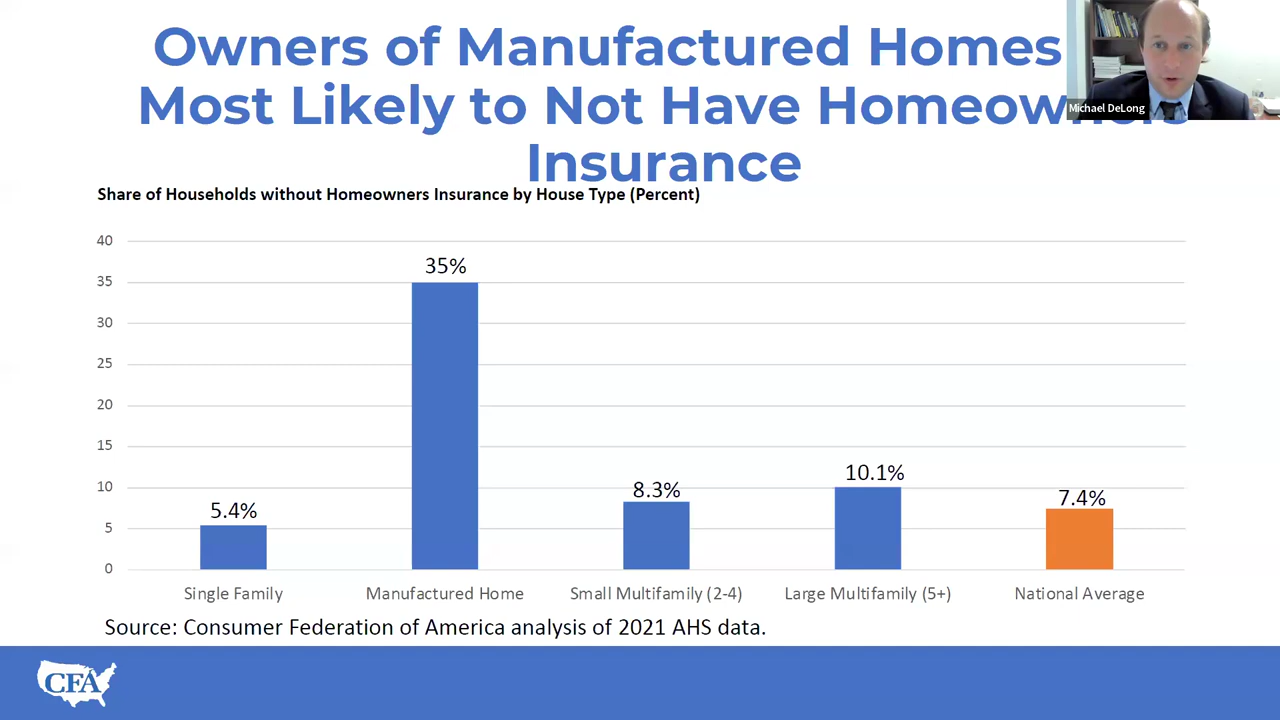 Owners of Manufactured Homes
Most Likely to Not Have Homeowners
Insurance
Michael DeLong
Share of Households without Homeowners Insurance by House Type (Percent)
40
35
30
25
20
15
10
5
0
5.4%
35%
8.3%
10.1%
7.4%
Single Family
Manufactured Home
Small Multifamily (2-4)
Large Multifamily (5+)
National Average
Source: Consumer Federation of America analysis of 2021 AHS data.
CFA